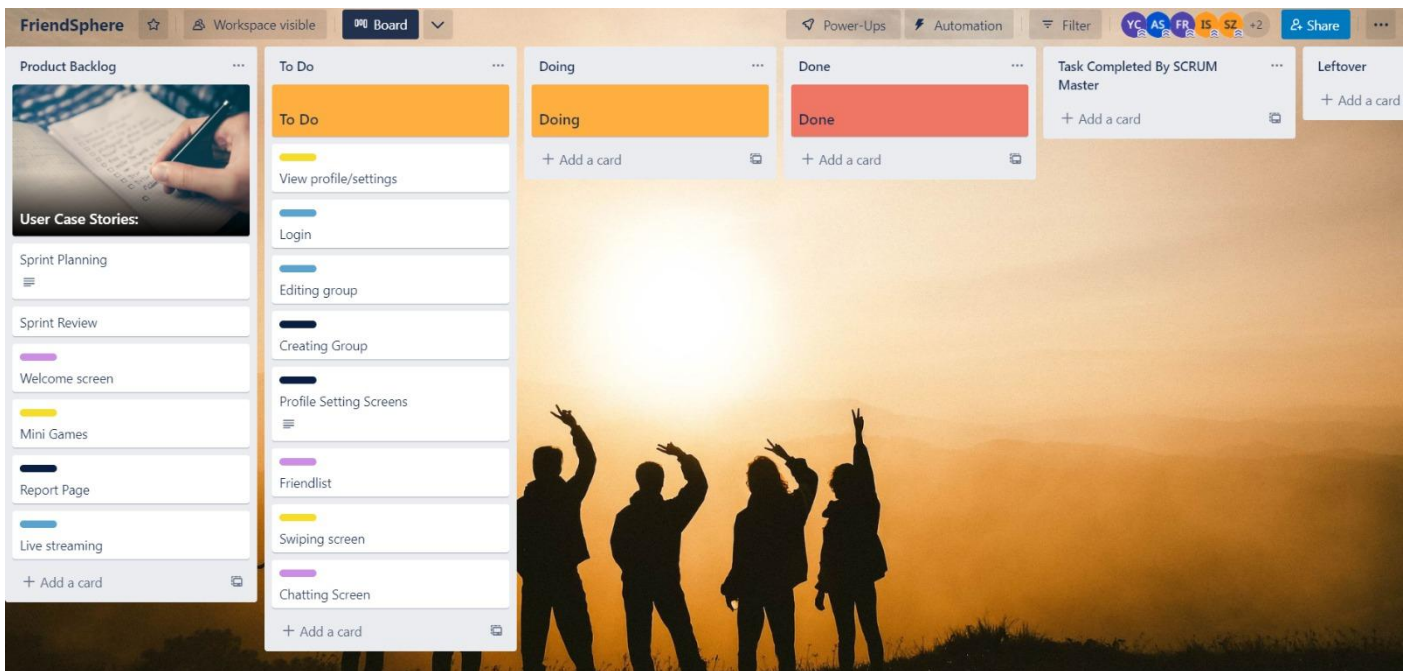 FriendSphere
Workspace visible
Board
Power-Ups
Automation
Filter
YC AS FR IS SZ +2
Share
Product Backlog
User Case Stories:
Sprint Planning
Sprint Review
Welcome screen
Mini Games
Report Page
Live streaming
+ Add a card
To Do
To Do
View profile/settings
Login
Editing group
Creating Group
Profile Setting Screens
Friendlist
Swiping screen
Chatting Screen
+ Add a card
Doing
Doing
+ Add a card
Done
Done
+ Add a card
Task Completed By SCRUM
Master
+ Add a card
Leftover
+ Add a card